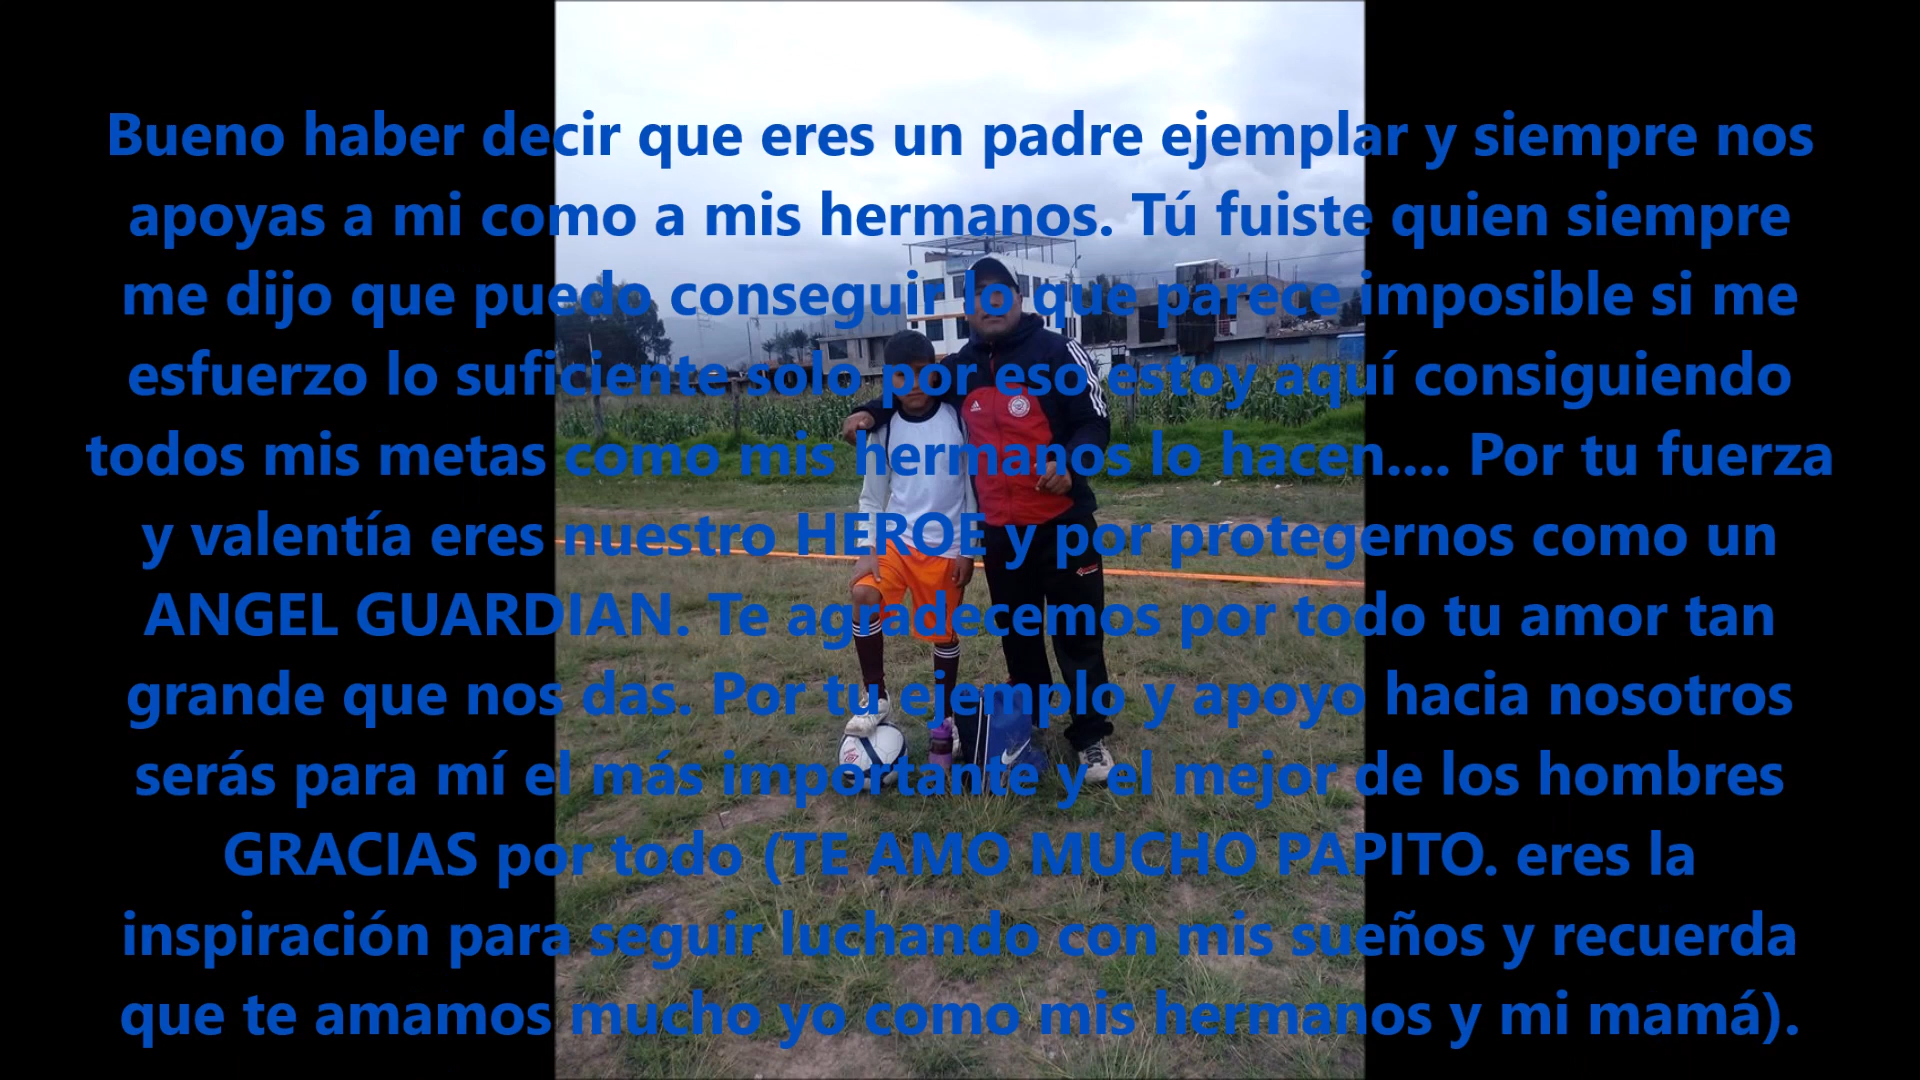 Bueno haber decir que eres un padre ejemplar y siempre nos
apoyas a mi como a mis hermanos. Tú fuiste quien siempre
me dijo que puedo conseguir lo que parece imposible si me
esfuerzo lo suficiente solo por eso estoy aquí consiguiendo
todos mis metas como mis hermanos lo hacen.... Por tu fuerza
y valentía eres nuestro HEROE y por protegernos como un
ANGEL GUARDIAN. Te agradecemos por todo tu amor tan
grande que nos das. Por tu ejemplo y apoyo hacia nosotros
serás para mí el más importante y el mejor de los hombres
GRACIAS por todo (TE AMO MUCHO PAPITO. eres la
inspiración para seguir luchando con mis sueños y recuerda
que te amamos mucho yo como mis hermanos y mi mamá).